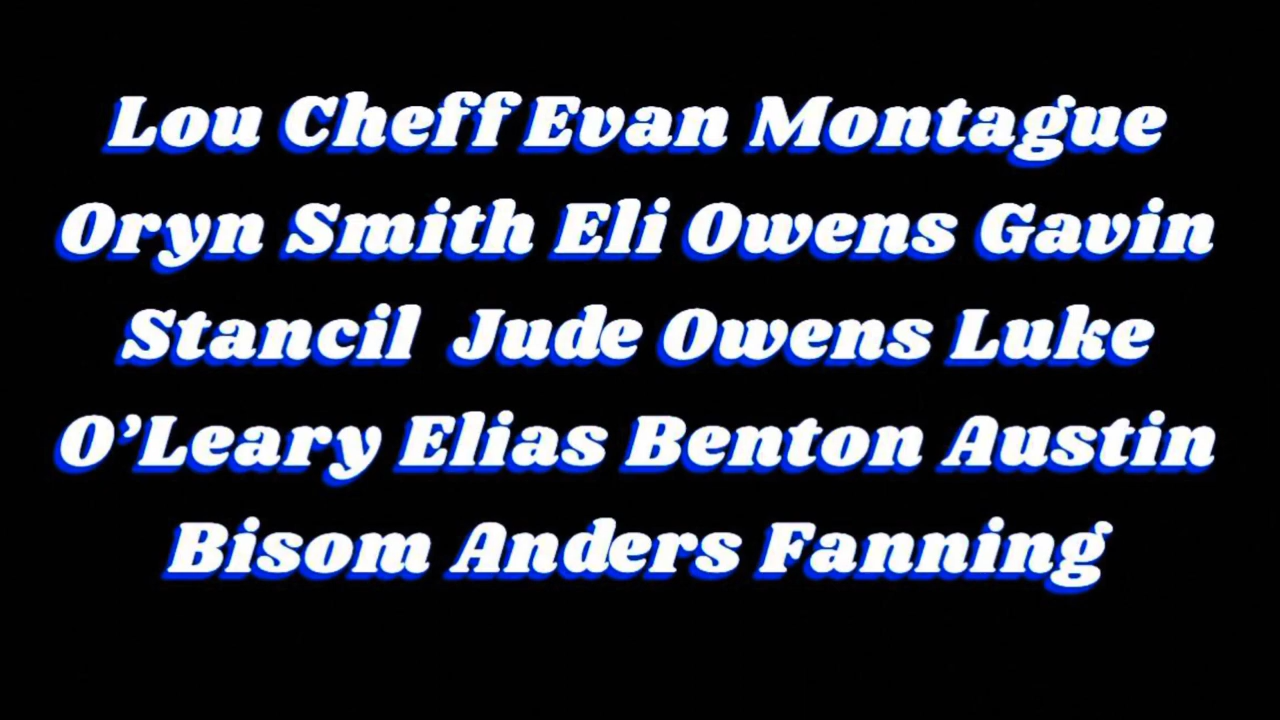 Lou Cheff Evan Montague
Oryn Smith Eli Owens Gavin
Stancil  Jude Owens Luke
O’Leary Elias Benton Austin
Bisom Anders Fanning